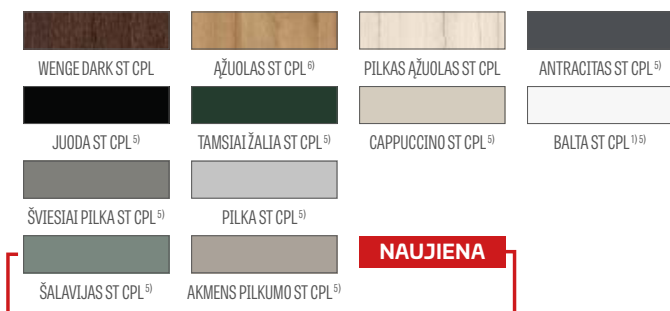 WENGE DARK ST CPL
ĄŽUOLAS ST CPL 6)
PILKAS ĄŽUOLAS ST CPL
ANTRACITAS ST CPL 5)
JUODA ST CPL 5)
TAMSIAI ŽALIA ST CPL 5)
CAPPUCCINO ST CPL 5)
BALTA ST CPL 1) 5)
ŠVIESIAI PILKA ST CPL 5)
PILKA ST CPL 5)
NAUJIENA
ŠALAVIJAS ST CPL 5)
AKMENS PILKUMO ST CPL 5)